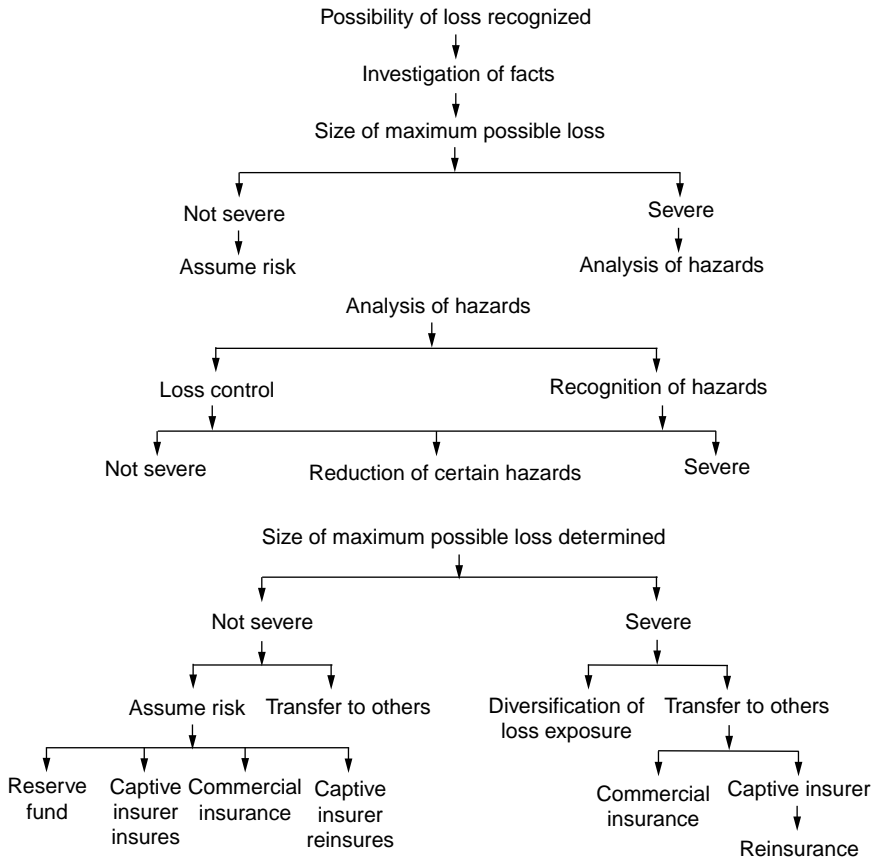 Possibility of loss recognized
Investigation of facts
Size of maximum possible loss
Not severe
Severe
Assume risk
Analysis of hazards
Analysis of hazards
Loss control
Recognition of hazards
Not severe
Reduction of certain hazards
Severe
Size of maximum possible loss determined
Not severe
Severe
Assume risk
Transfer to others
Diversification of
loss exposure
Transfer to others
Reserve
fund
Captive
insurer
insures
Commercial
insurance
Captive
insurer
reinsures
Commercial
insurance
Captive insurer
Reinsurance